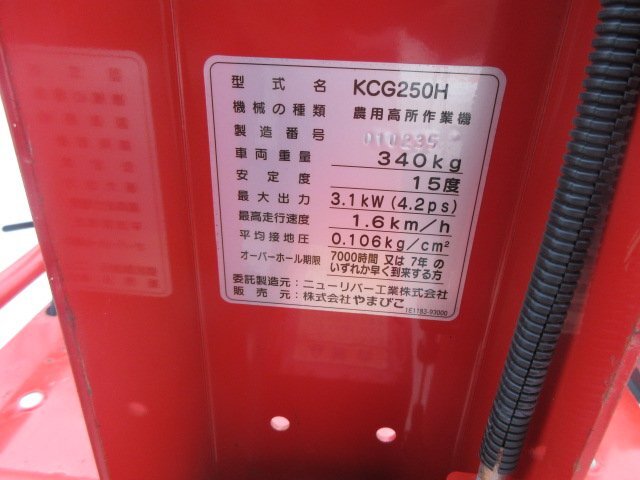 型式名 KCG250H
機械の種類 農用高所作業機
製造番号 010235
車両重量 340kg
安定度 15度
最大出力 3.1kW (4.2ps)
最高走行速度 1.6km/h
平均接地圧 0.106kg/cm²
オーバーホール期限 7000時間 又は 7年 の
いずれか早く到来する方
委託製造元：ニューリバー工業株式会社
販売元：株式会社やまびこ
1E1183-93000